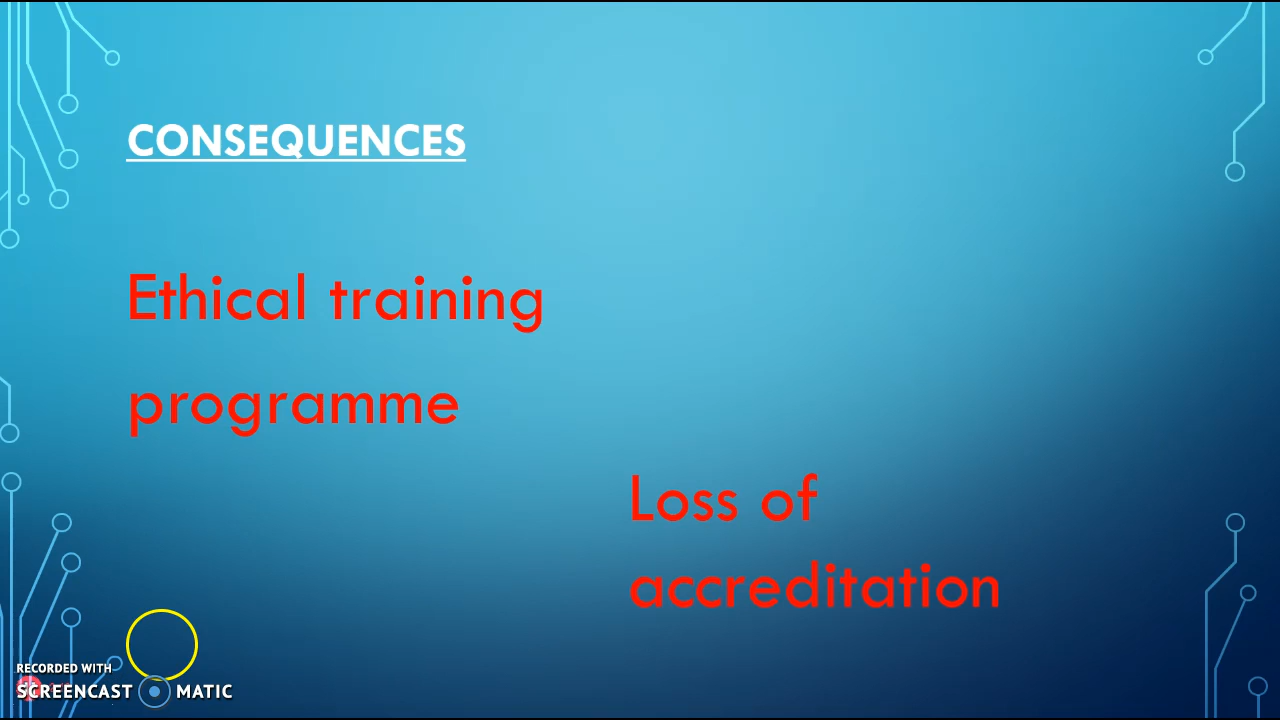 CONSEQUENCES
Ethical training
programme
Loss of
accreditation
RECORDED WITH
SCREENCAST MATIC